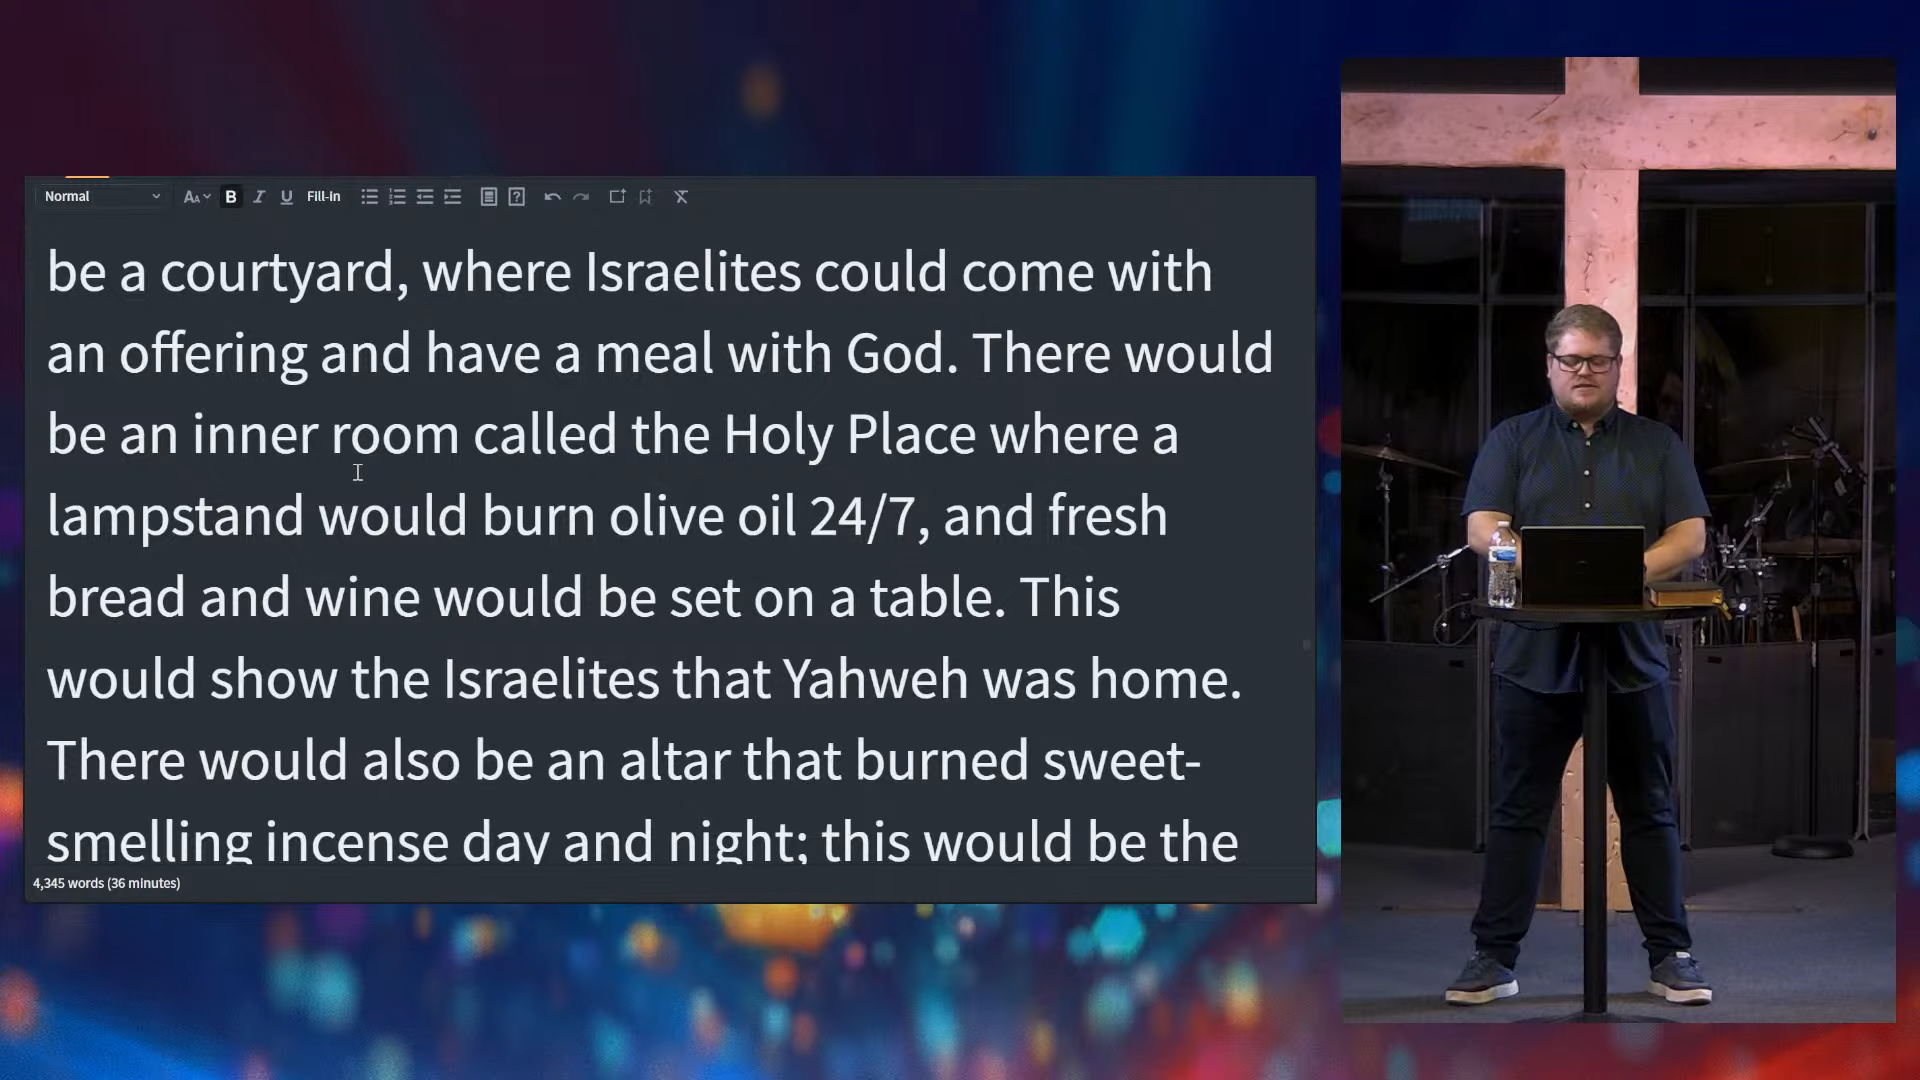 Normal
Fill-in
be a courtyard, where Israelites could come with
an offering and have a meal with God. There would
be an inner room called the Holy Place where a
lampstand would burn olive oil 24/7, and fresh
bread and wine would be set on a table. This
would show the Israelites that Yahweh was home.
There would also be an altar that burned sweet-
smelling incense day and night; this would be the
4,345 words (36 minutes)